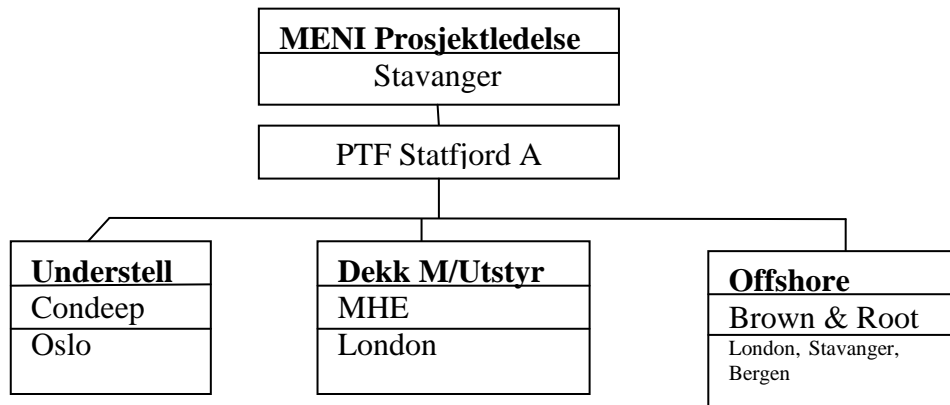 MENI Prosjektledelse
Stavanger
PTF Statfjord A
Understell
Condeep
Oslo
Dekk M/Utstyr
MHE
London
Offshore
Brown & Root
London, Stavanger,
Bergen